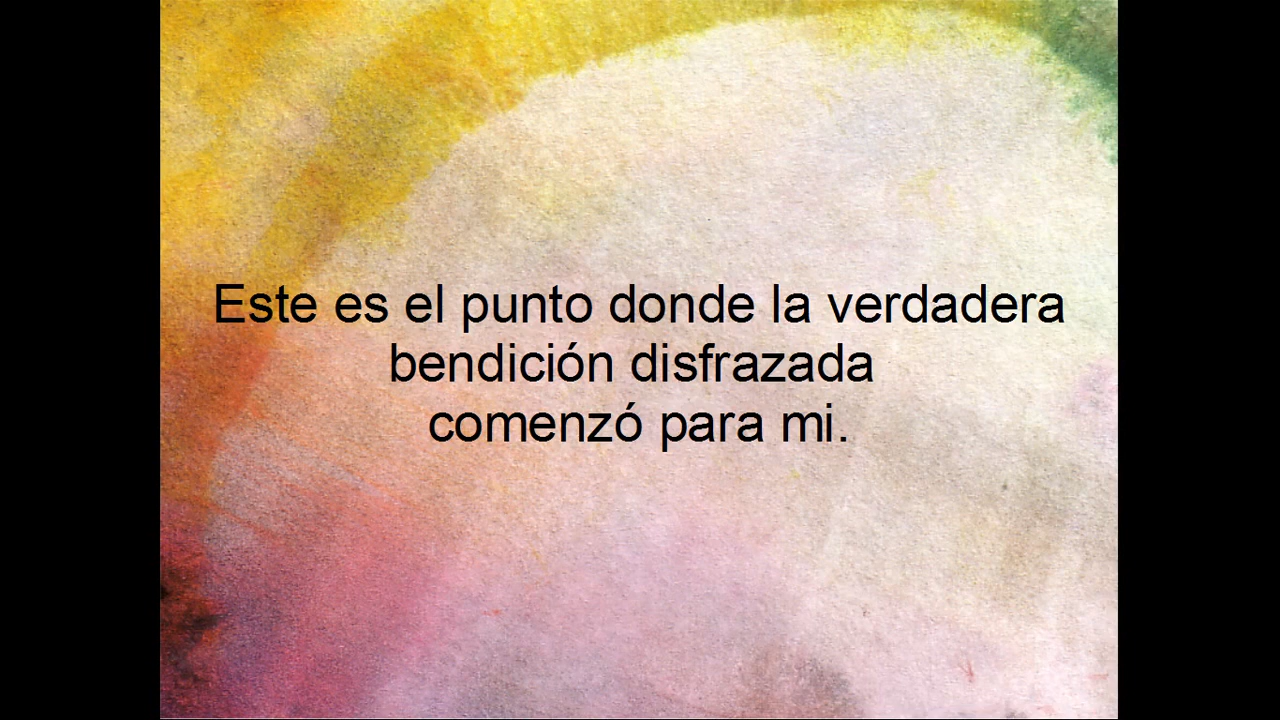 Este es el punto donde la verdadera
bendición disfrazada
comenzó para mi.